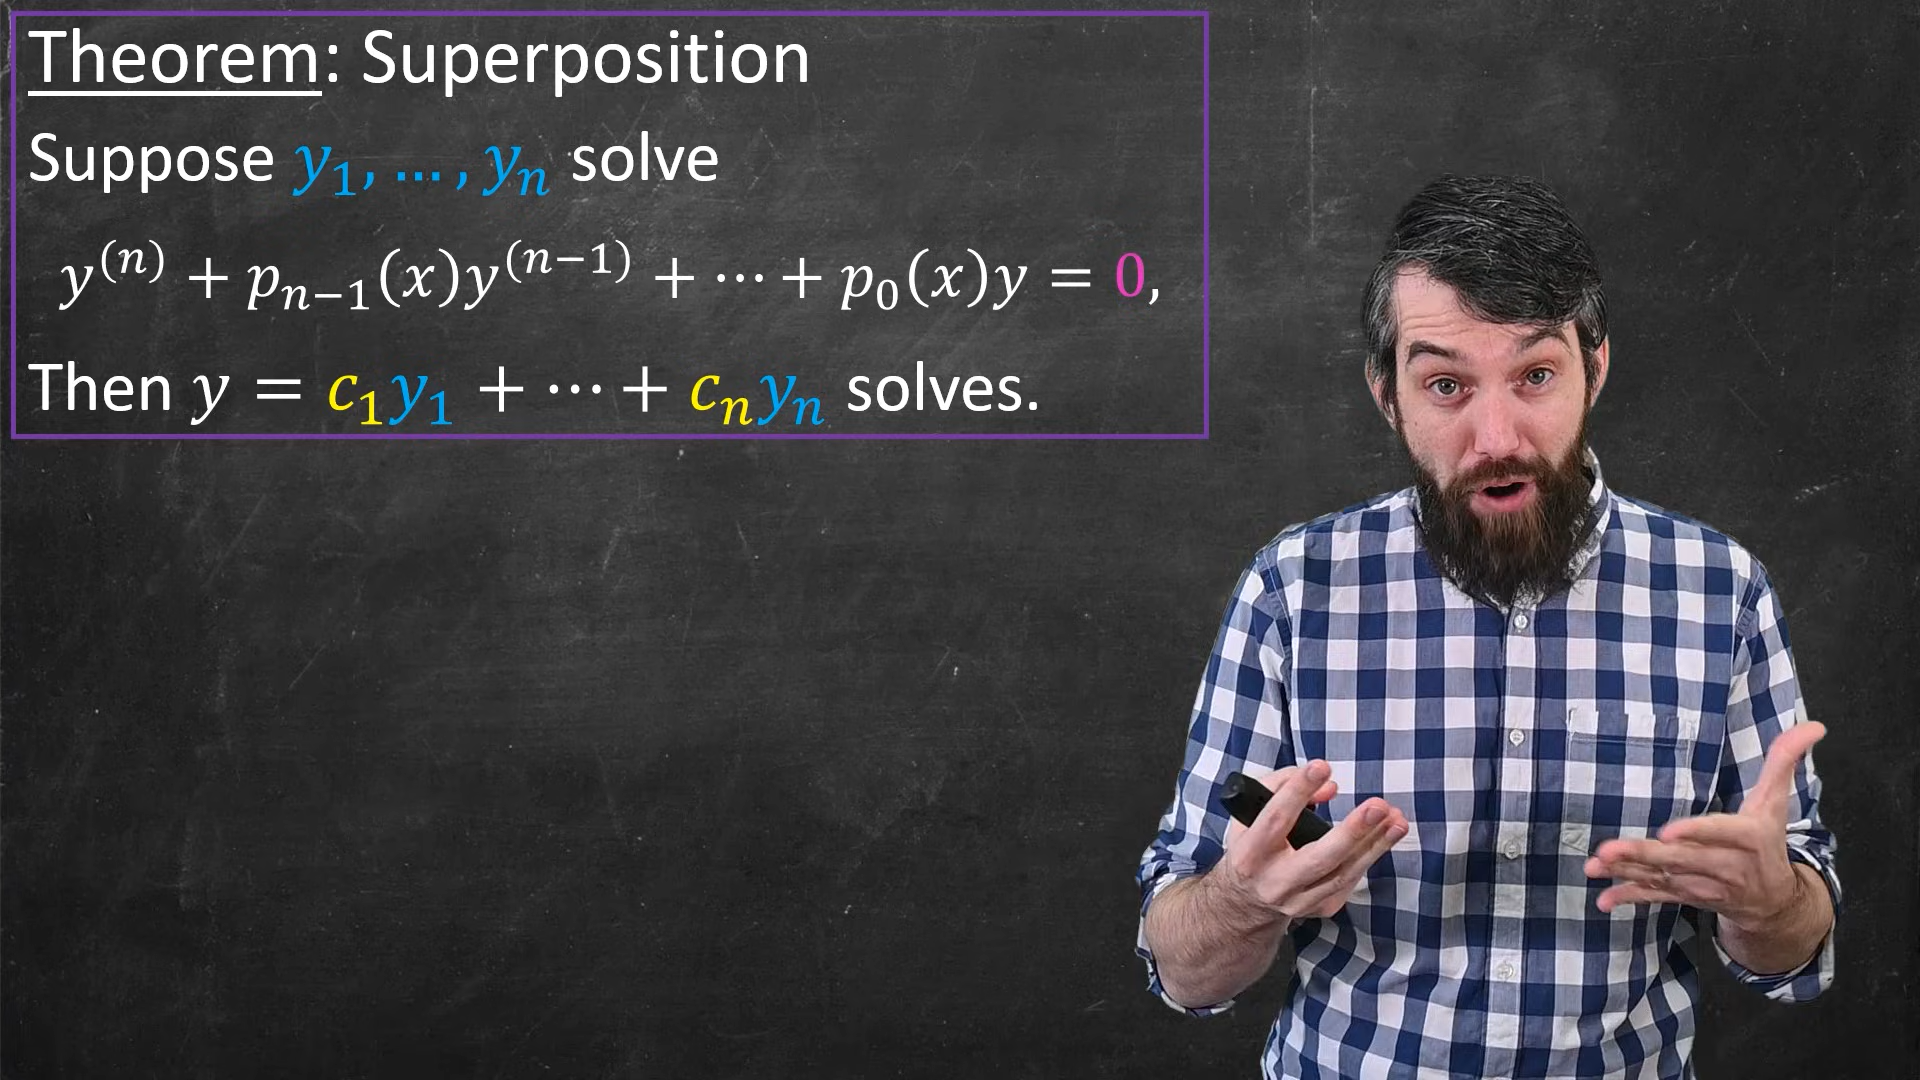 Theorem: Superposition
Suppose y₁, … , yₙ solve
y⁽ⁿ⁾ + pₙ₋₁(x)y⁽ⁿ⁻¹⁾ + ⋯ + p₀(x)y = 0,
Then y = c₁y₁ + ⋯ + cₙyₙ solves.